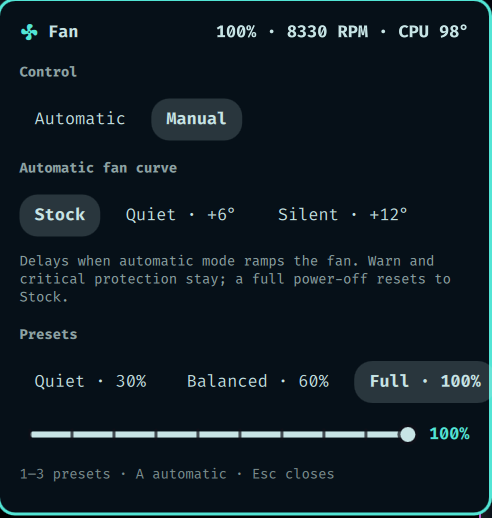 Fan 100% · 8330 RPM · CPU 98°
Control
Automatic Manual
Automatic fan curve
Stock Quiet · +6° Silent · +12°
Delays when automatic mode ramps the fan. Warn and
critical protection stay; a full power-off resets to
Stock.
Presets
Quiet · 30% Balanced · 60% Full · 100%
100%
1–3 presets · A automatic · Esc closes